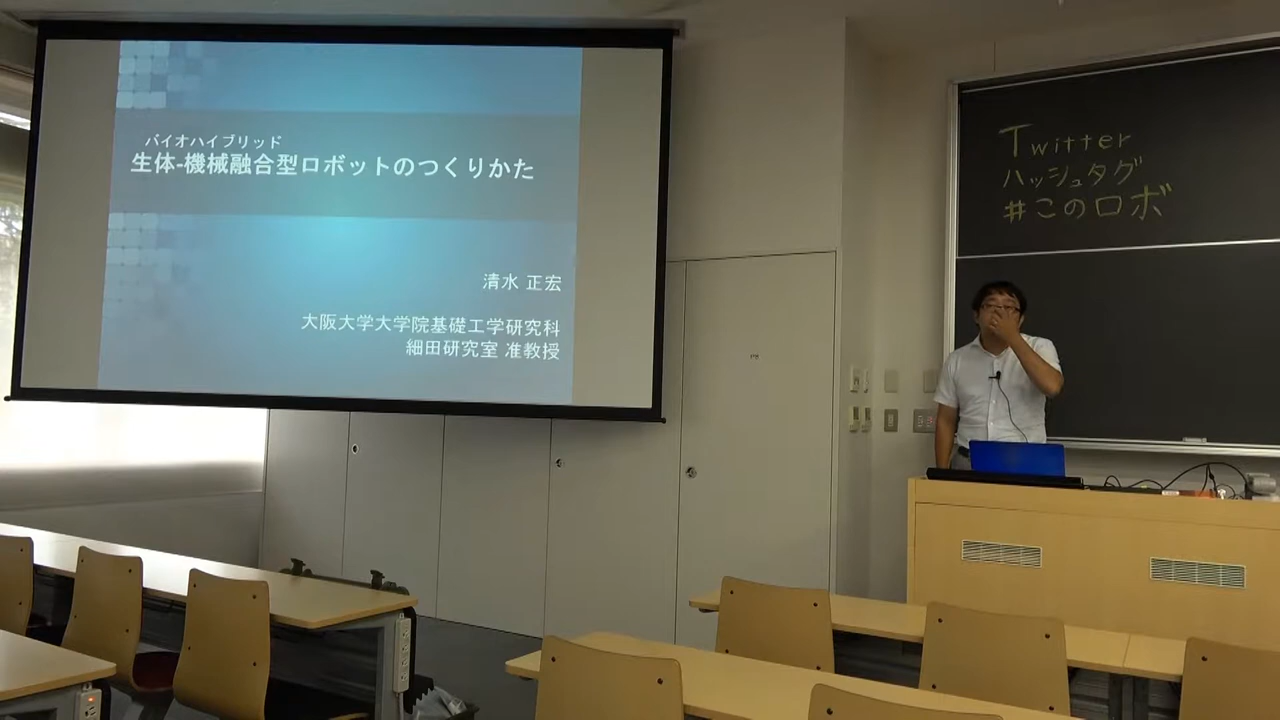 バイオハイブリッド
生体-機械融合型ロボットのつくりかた
清水 正宏
大阪大学大学院基礎工学研究科
細田研究室 准教授
Twitter
ハッシュタグ
#このロボ